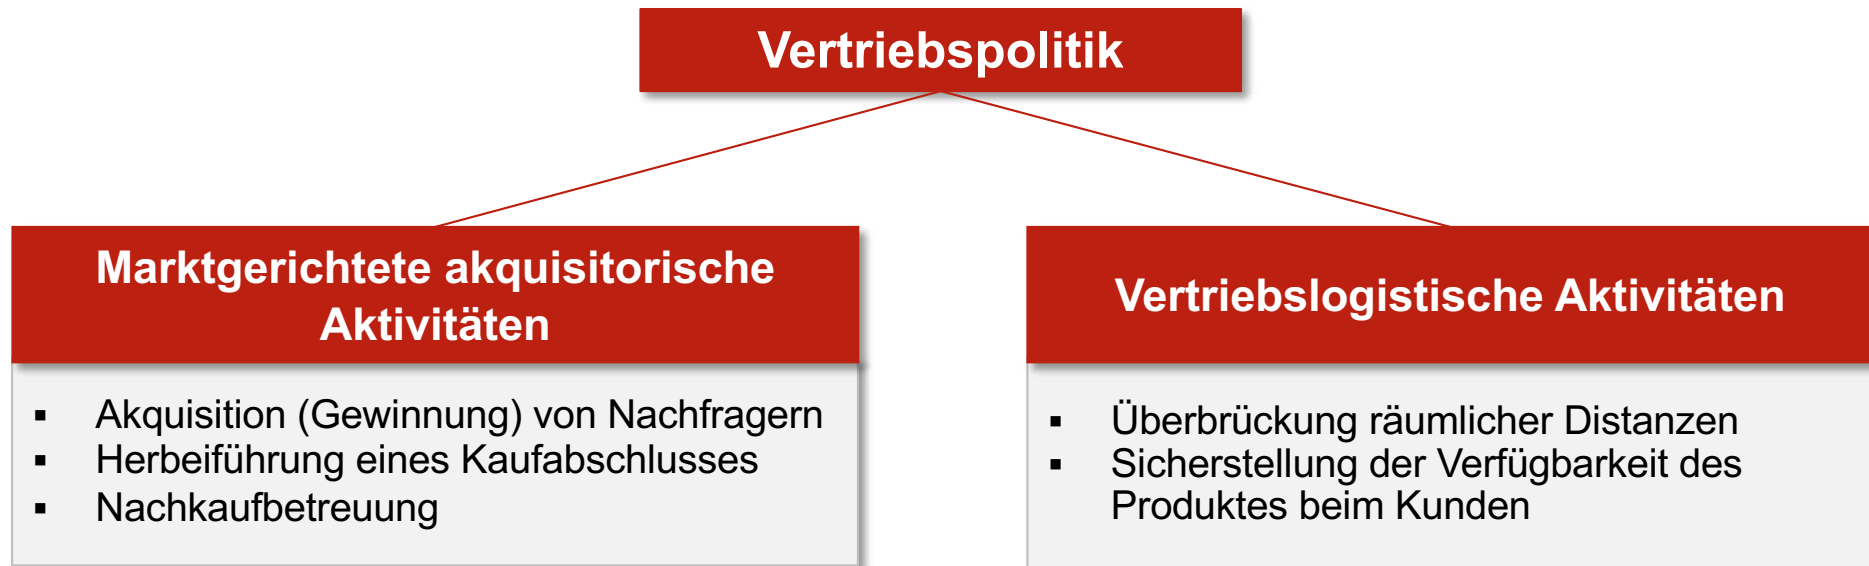 Vertriebspolitik
Marktgerichtete akquisitorische
Aktivitäten
▪ Akquisition (Gewinnung) von Nachfragern
▪ Herbeiführung eines Kaufabschlusses
▪ Nachkaufbetreuung
Vertriebslogistische Aktivitäten
▪ Überbrückung räumlicher Distanzen
▪ Sicherstellung der Verfügbarkeit des
Produktes beim Kunden